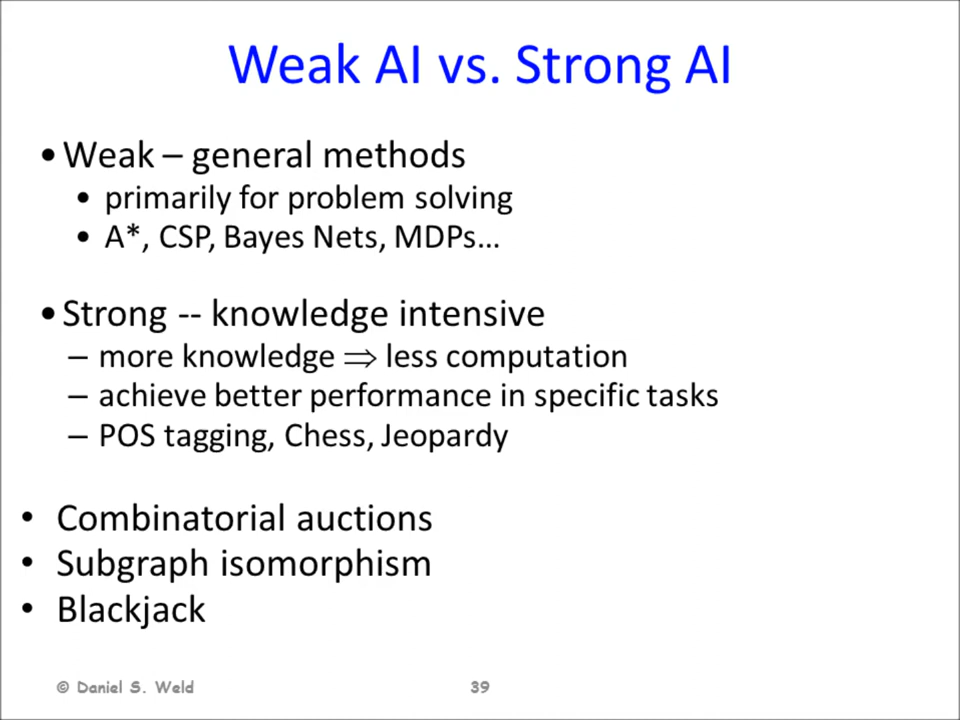 Weak AI vs. Strong AI
• Weak – general methods
• primarily for problem solving
• A*, CSP, Bayes Nets, MDPs…
• Strong -- knowledge intensive
– more knowledge ⇒ less computation
– achieve better performance in specific tasks
– POS tagging, Chess, Jeopardy
• Combinatorial auctions
• Subgraph isomorphism
• Blackjack
© Daniel S. Weld 39